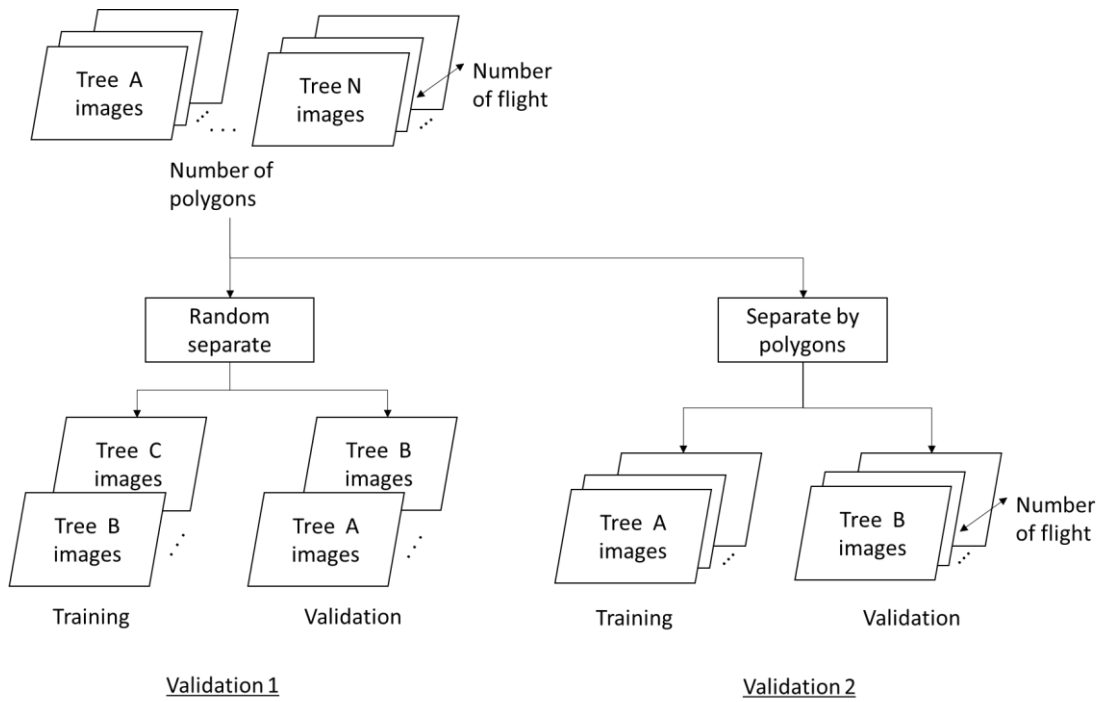 Tree A
images
Tree N
images
Number
of flight
Number of
polygons
Random
separate
Separate by
polygons
Tree C
images
Tree B
images
Tree B
images
Tree A
images
Tree A
images
Tree B
images
Number
of flight
Training
Validation
Training
Validation
Validation 1
Validation 2